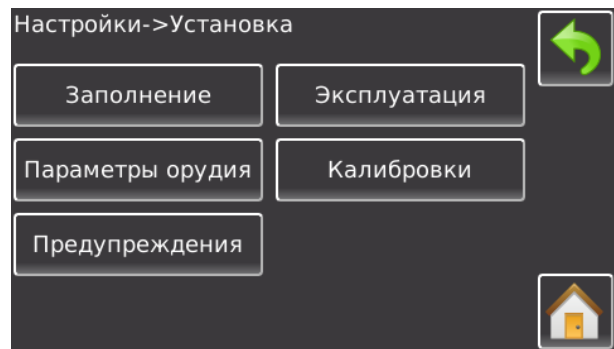 Настройки->Установка
Заполнение
Эксплуатация
Параметры орудия
Калибровки
Предупреждения